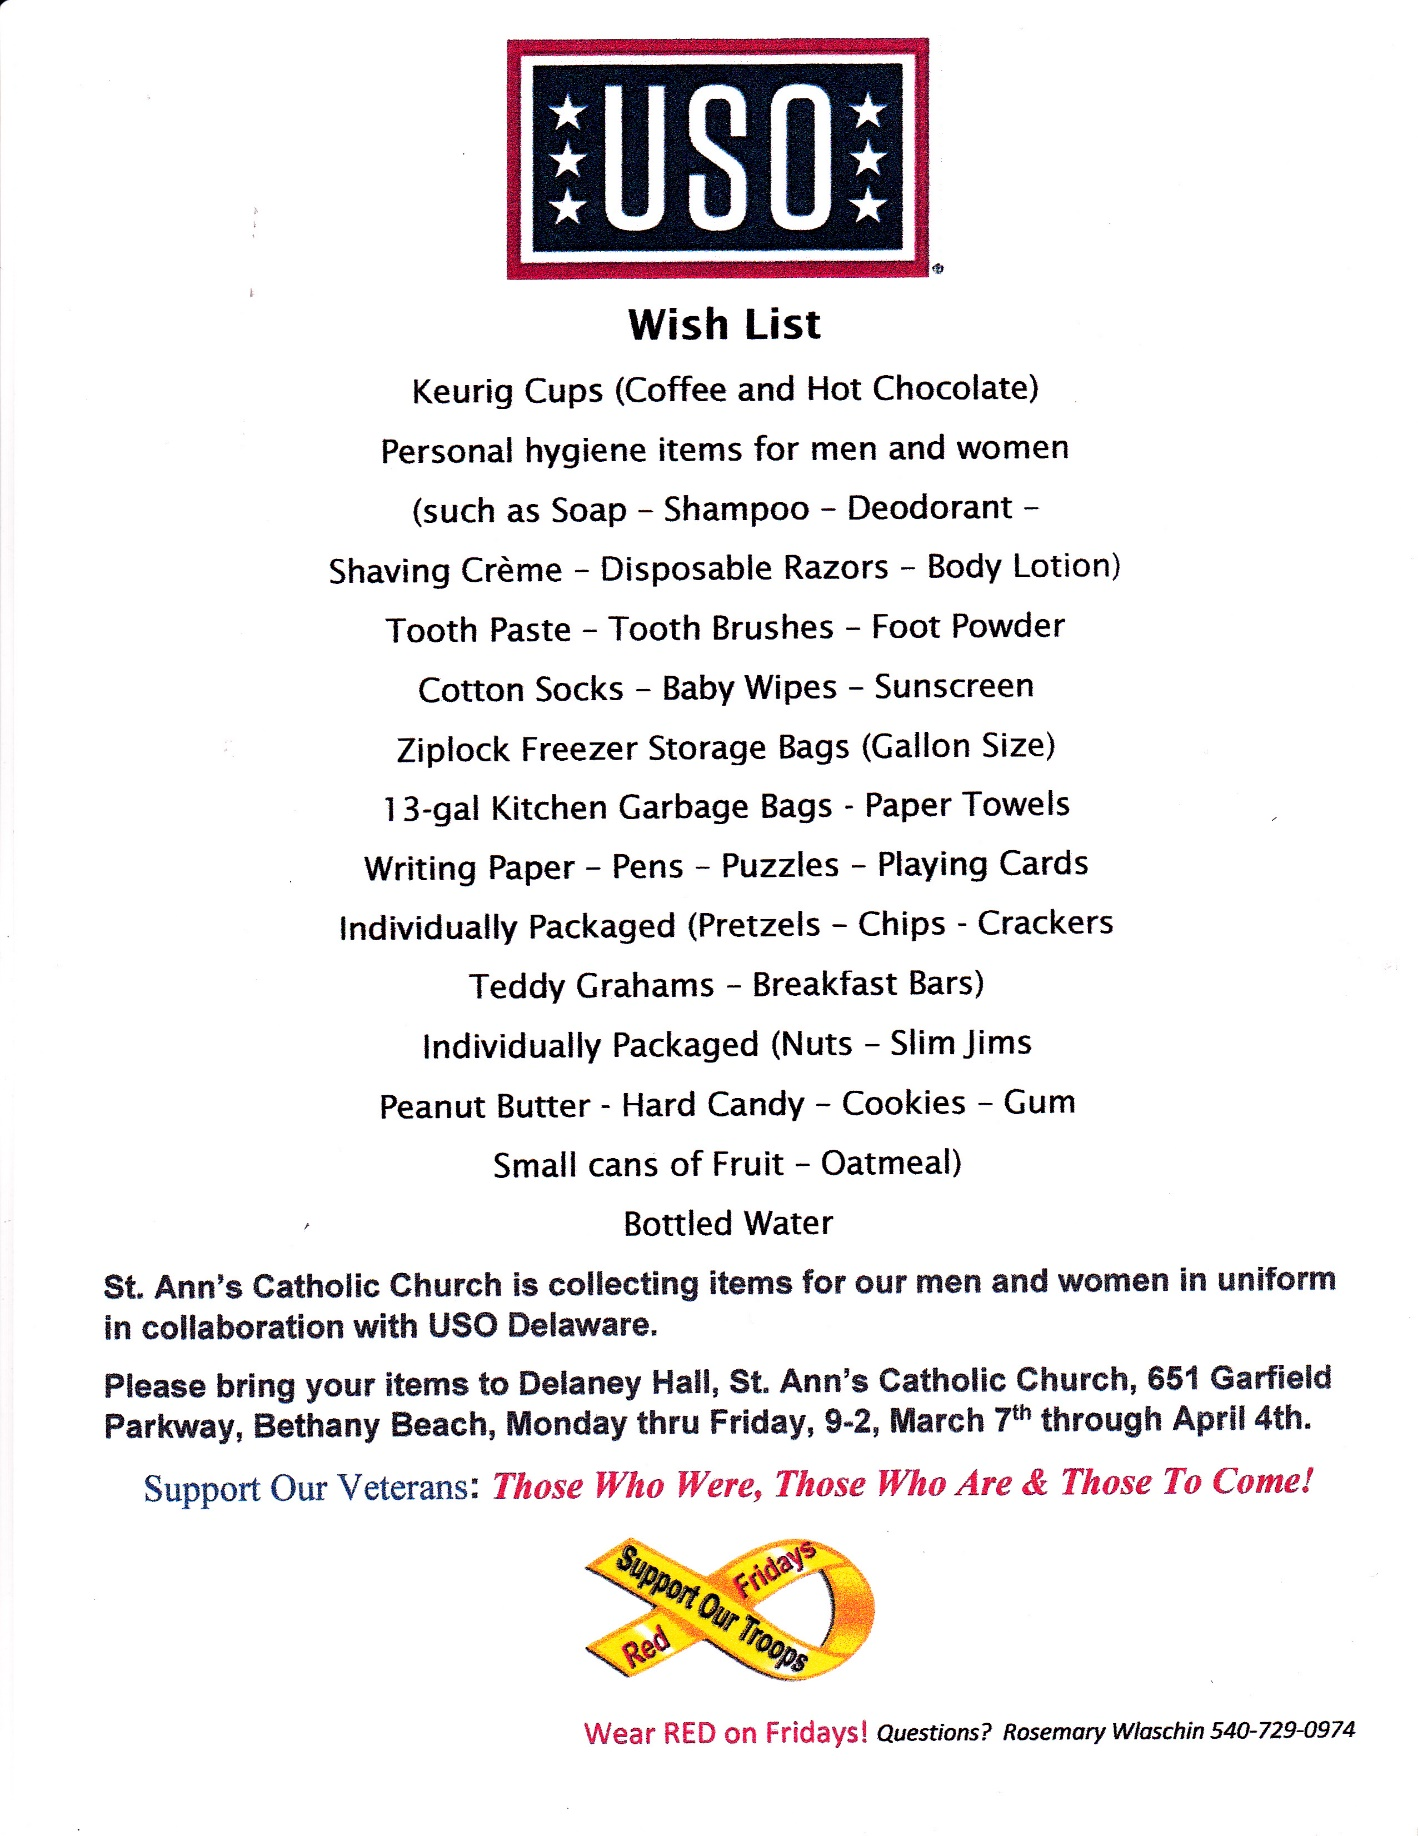 USO
®
Wish List
Keurig Cups (Coffee and Hot Chocolate)
Personal hygiene items for men and women
(such as Soap – Shampoo – Deodorant –
Shaving Crème – Disposable Razors – Body Lotion)
Tooth Paste – Tooth Brushes – Foot Powder
Cotton Socks – Baby Wipes – Sunscreen
Ziplock Freezer Storage Bags (Gallon Size)
13-gal Kitchen Garbage Bags - Paper Towels
Writing Paper – Pens – Puzzles – Playing Cards
Individually Packaged (Pretzels – Chips - Crackers
Teddy Grahams – Breakfast Bars)
Individually Packaged (Nuts – Slim Jims
Peanut Butter - Hard Candy – Cookies – Gum
Small cans of Fruit – Oatmeal)
Bottled Water
St. Ann's Catholic Church is collecting items for our men and women in uniform
in collaboration with USO Delaware.
Please bring your items to Delaney Hall, St. Ann's Catholic Church, 651 Garfield
Parkway, Bethany Beach, Monday thru Friday, 9-2, March 7th through April 4th.
Support Our Veterans: Those Who Were, Those Who Are & Those To Come!
Support Our Troops
Red Fridays
Wear RED on Fridays! Questions? Rosemary Wlaschin 540-729-0974